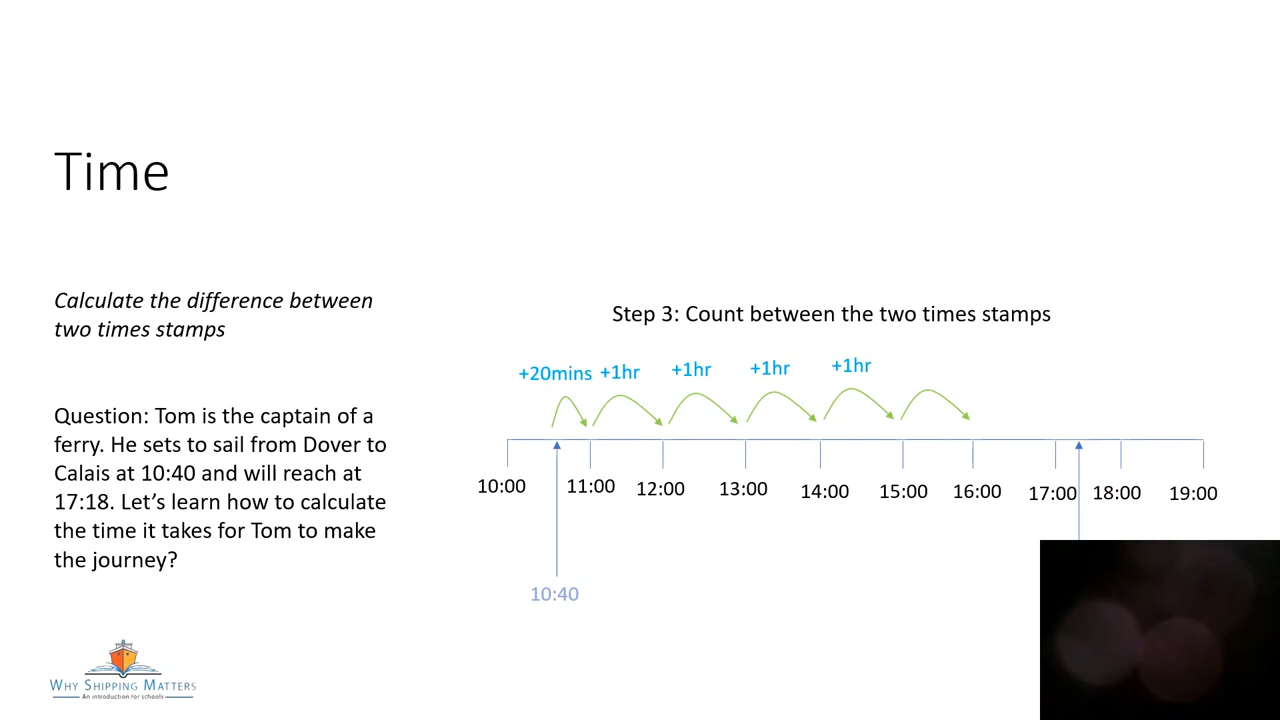 Time
Calculate the difference between
two times stamps
Question: Tom is the captain of a
ferry. He sets to sail from Dover to
Calais at 10:40 and will reach at
17:18. Let’s learn how to calculate
the time it takes for Tom to make
the journey?
Step 3: Count between the two times stamps
+20mins +1hr +1hr +1hr +1hr
10:00 11:00 12:00 13:00 14:00 15:00 16:00 17:00 18:00 19:00
10:40
WHY SHIPPING MATTERS
An introduction for schools